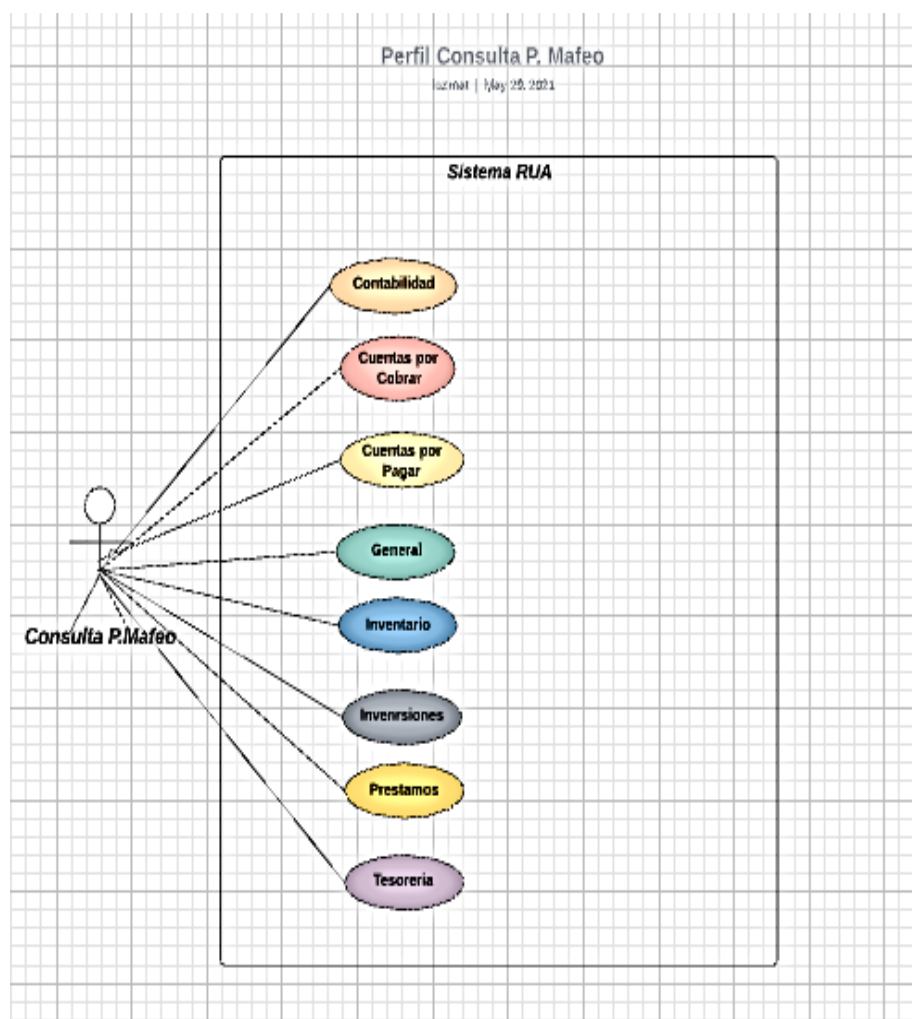 Perfil Consulta P. Mafeo
| May 29, 2021
Sistema RUA
Contabilidad
Cuentas por
Cobrar
Cuentas por
Pagar
General
Inventario
Invenrsiones
Prestamos
Tesoreria
Consulta P.Mafeo